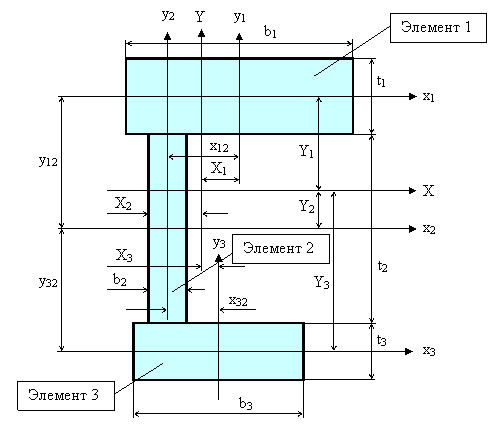 y₂ Y y₁
b₁
Элемент 1
t₁
x₁
y₁₂
x₁₂
Y₁
X₁
X
X₂
Y₂
x₂
y₃
Элемент 2
X₃
t₂
b₂
Y₃
y₃₂
x₃₂
t₃
x₃
Элемент 3
b₃